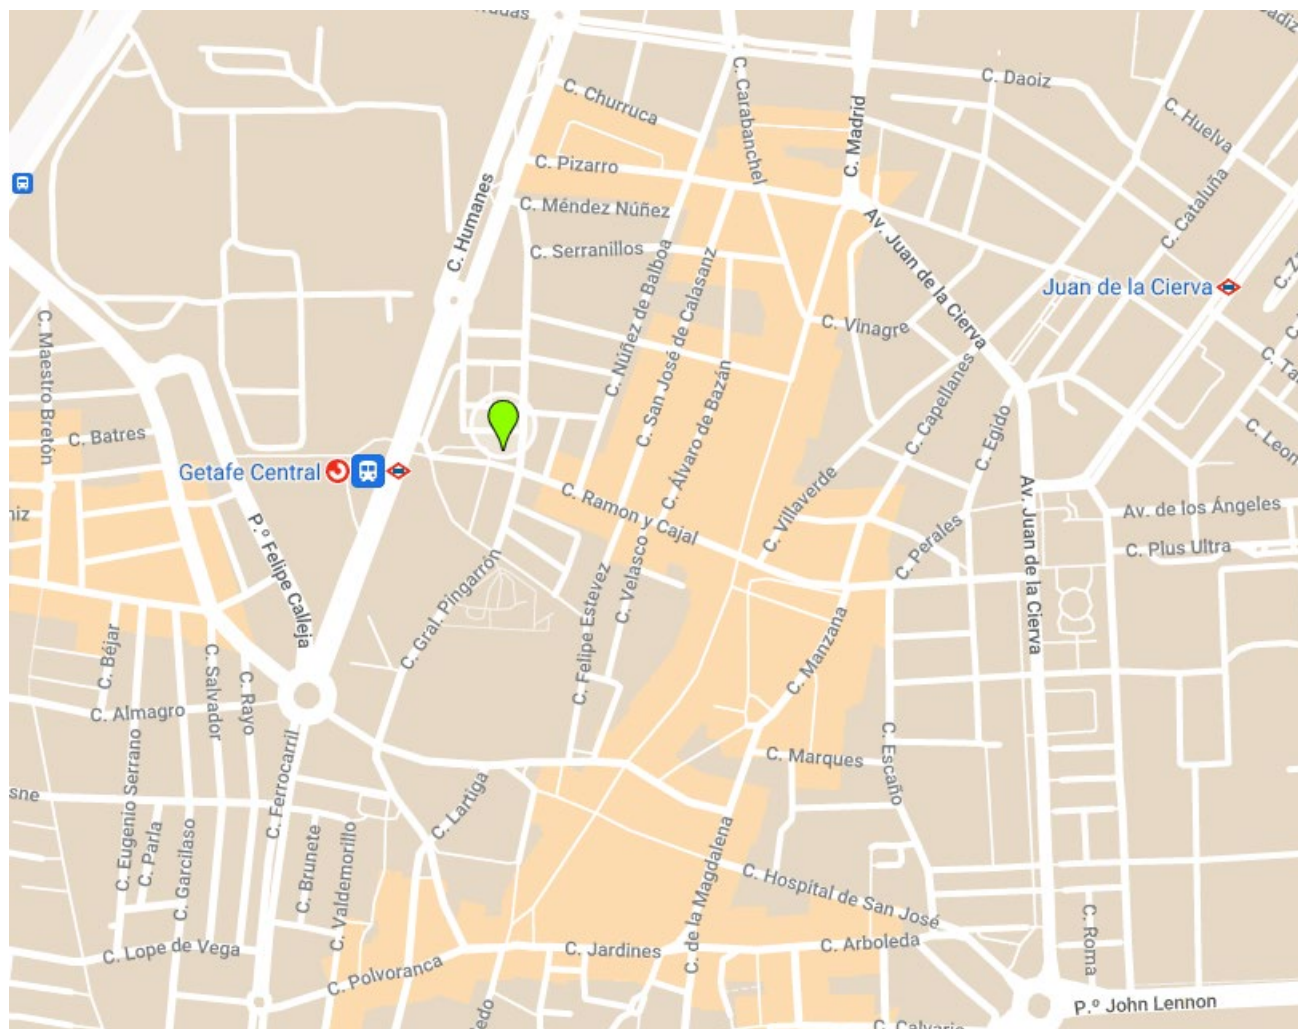 C. Daoiz
C. Churruca
C. Carabanchel
C. Madrid
C. Huelva
C. Pizarro
C. Cataluña
C. Méndez Núñez
C. Humanes
Av. Juan de la Cierva
C. Serranillos
C. Núñez de Balboa
C. San José de Calasanz
Juan de la Cierva
C. Maestro Bretón
C. Vinagre
C. Batres
C. Álvaro de Bazán
C. Capellanes
C. Egido
C. Leon
Getafe Central
C. Ramon y Cajal
C. Villaverde
Av. Juan de la Cierva
Av. de los Ángeles
C. Plus Ultra
C. Perales
P.º Felipe Calleja
C. Gral. Pingarrón
C. Felipe Estevez
C. Velasco
C. Manzana
C. Béjar
C. Salvador
C. Rayo
C. Almagro
C. Marques
C. Escaño
C. Ferrocarril
C. Lartiga
C. Eugenio Serrano
C. Parla
C. Garcilaso
C. Brunete
C. Valdemorillo
C. de la Magdalena
C. Hospital de San José
C. Lope de Vega
C. Polvoranca
C. Jardines
C. Arboleda
C. Roma
P.º John Lennon